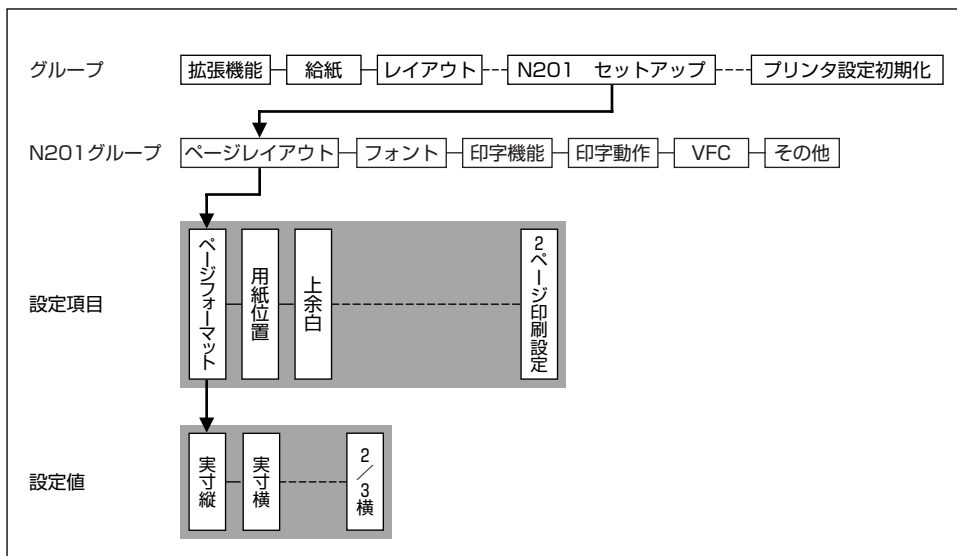 グループ 拡張機能 給紙 レイアウト N201 セットアップ プリンタ設定初期化
N201グループ ページレイアウト フォント 印字機能 印字動作 VFC その他
設定項目 ページフォーマット 用紙位置 上余白 2ページ印刷設定
設定値 実寸縦 実寸横 2/3横